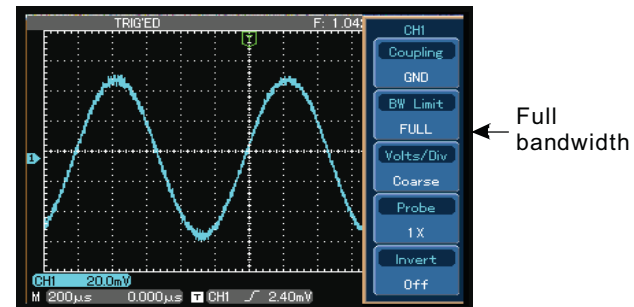 TRIG'ED F: 1.04
CH1
Coupling
GND
BW Limit
FULL
Volts/Div
Coarse
Probe
1X
Invert
Off
T
1
CH1 20.0mV
M 200µs 0.000µs T CH1 2.40mV
Full
bandwidth